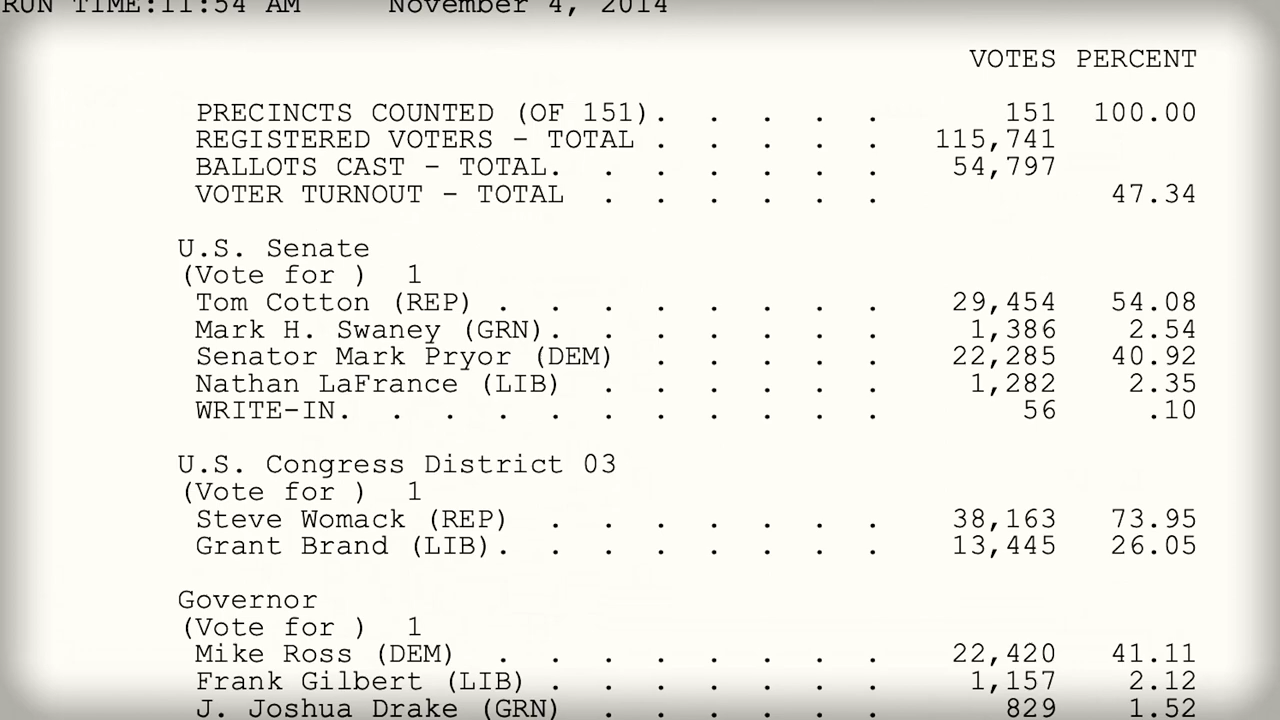 RUN TIME:11:54 AM November 4, 2014
VOTES PERCENT
PRECINCTS COUNTED (OF 151). . . . . 151 100.00
REGISTERED VOTERS - TOTAL . . . . . 115,741
BALLOTS CAST - TOTAL. . . . . . . 54,797
VOTER TURNOUT - TOTAL . . . . . . 47.34
U.S. Senate
(Vote for ) 1
Tom Cotton (REP) . . . . . . . . 29,454 54.08
Mark H. Swaney (GRN). . . . . . . 1,386 2.54
Senator Mark Pryor (DEM) . . . . . 22,285 40.92
Nathan LaFrance (LIB) . . . . . . 1,282 2.35
WRITE-IN. . . . . . . . . . . 56 .10
U.S. Congress District 03
(Vote for ) 1
Steve Womack (REP) . . . . . . . 38,163 73.95
Grant Brand (LIB). . . . . . . . 13,445 26.05
Governor
(Vote for ) 1
Mike Ross (DEM) . . . . . . . . 22,420 41.11
Frank Gilbert (LIB) . . . . . . . 1,157 2.12
J. Joshua Drake (GRN) . . . . . . 829 1.52